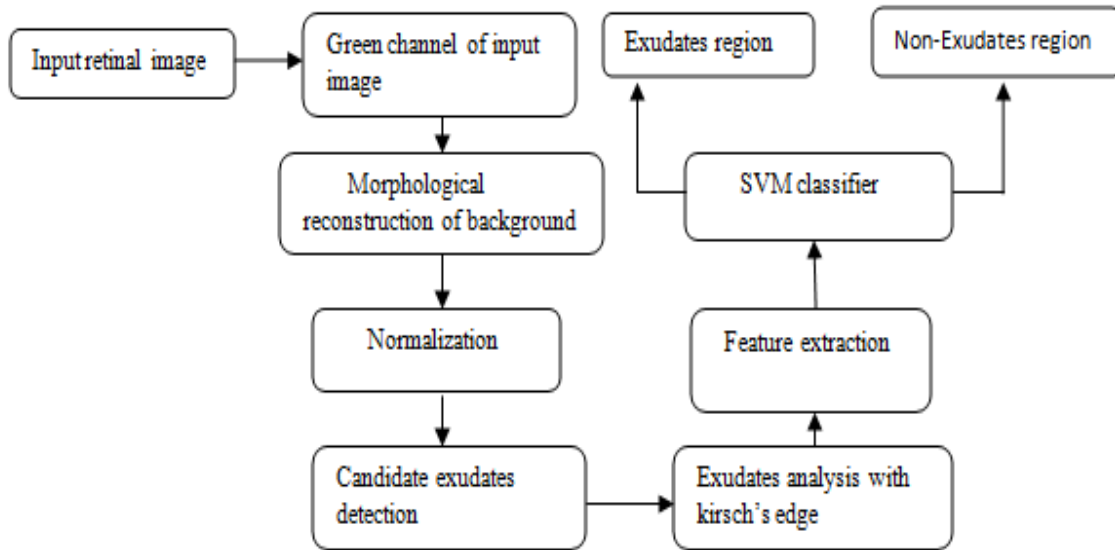 Input retinal image
Green channel of input
image
Morphological
reconstruction of background
Normalization
Candidate exudates
detection
Exudates analysis with
kirsch's edge
Feature extraction
SVM classifier
Exudates region
Non-Exudates region